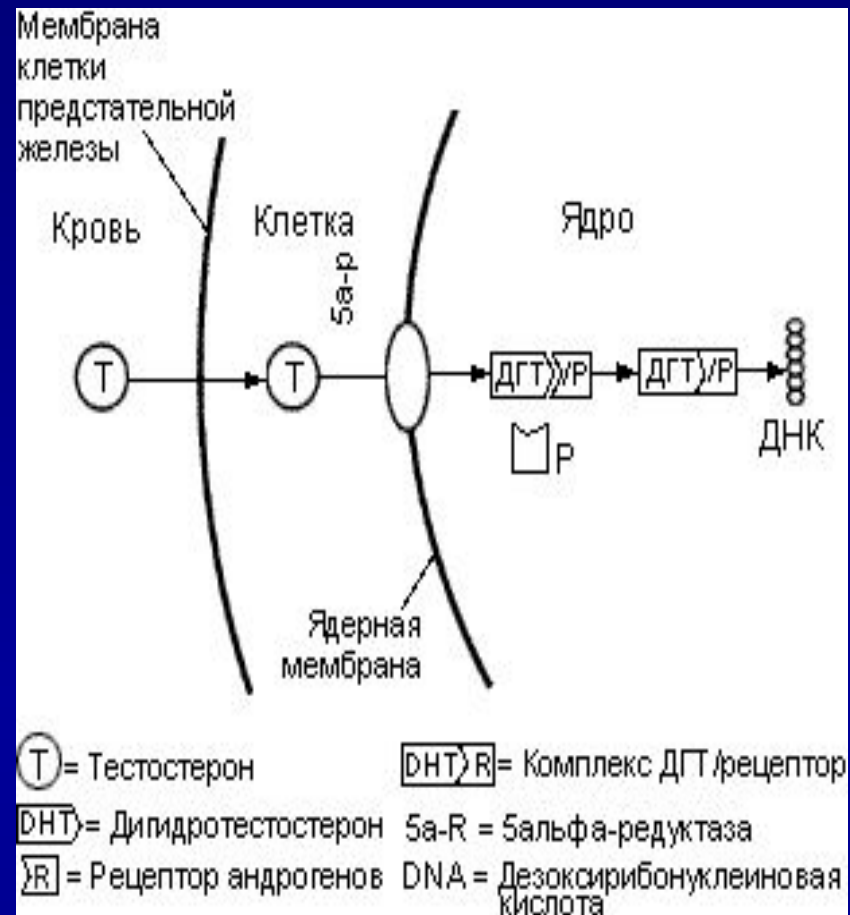 Мембрана
клетки
предстательной
железы
Кровь
Клетка
Ядро
5а-р
Т
Т
ДГТ
/Р
ДГТ
/Р
ДНК
Р
Ядерная
мембрана
Т = Тестостерон
DHT = Дигидротестостерон
R = Рецептор андрогенов
DHT R = Комплекс ДГТ/рецептор
5a-R = 5альфа-редуктаза
DNA = Дезоксирибонуклеиновая
кислота